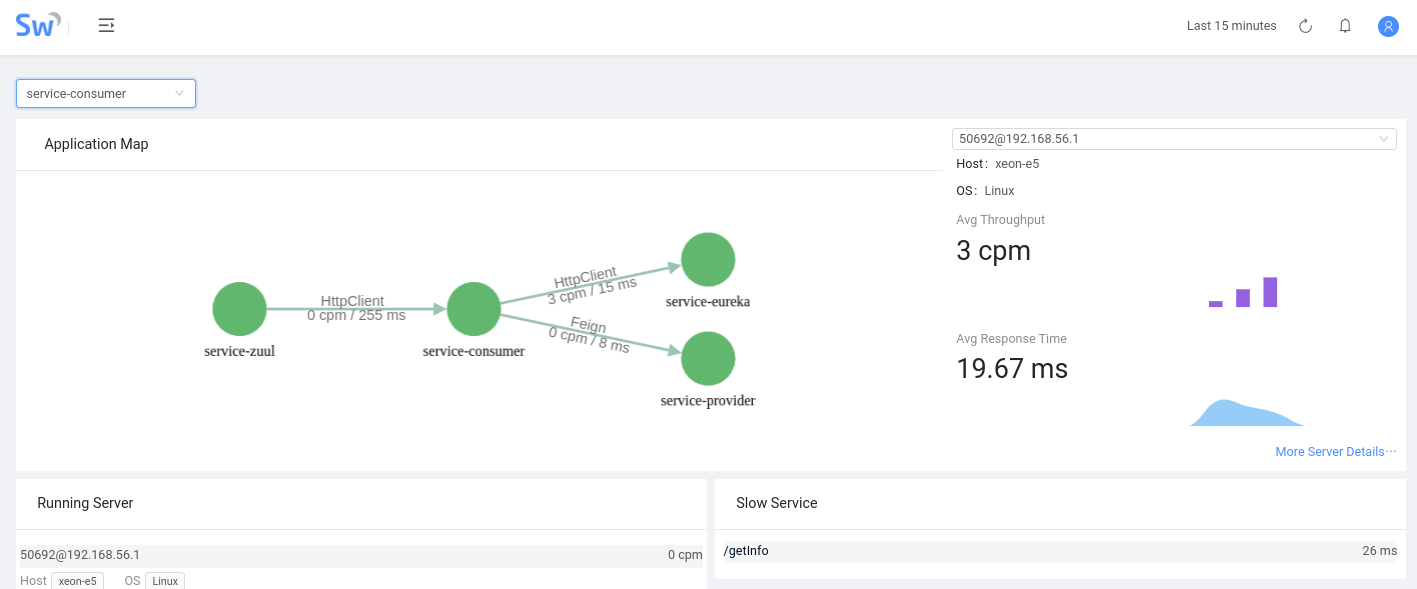 Sw
Last 15 minutes
service-consumer
Application Map
50692@192.168.56.1
Host: xeon-e5
OS: Linux
Avg Throughput
3 cpm
HttpClient
3 cpm / 15 ms
service-eureka
HttpClient
0 cpm / 255 ms
Feign
0 cpm / 8 ms
service-zuul
service-consumer
service-provider
Avg Response Time
19.67 ms
More Server Details···
Running Server
50692@192.168.56.1 0 cpm
Host xeon-e5 OS Linux
Slow Service
/getInfo 26 ms